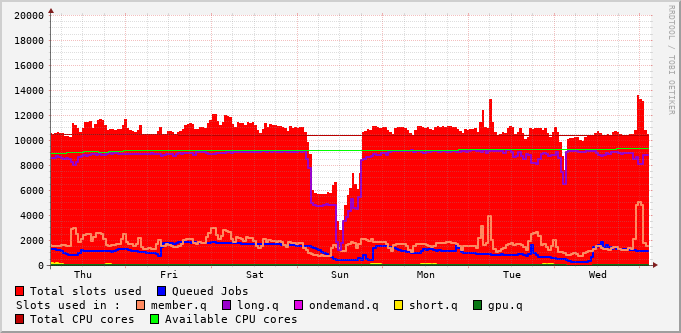 20000
18000
16000
14000
12000
10000
8000
6000
4000
2000
0
Thu Fri Sat Sun Mon Tue Wed
RRDTOOL / TOBI OETIKER
Total slots used Queued Jobs
Slots used in : member.q long.q ondemand.q short.q gpu.q
Total CPU cores Available CPU cores